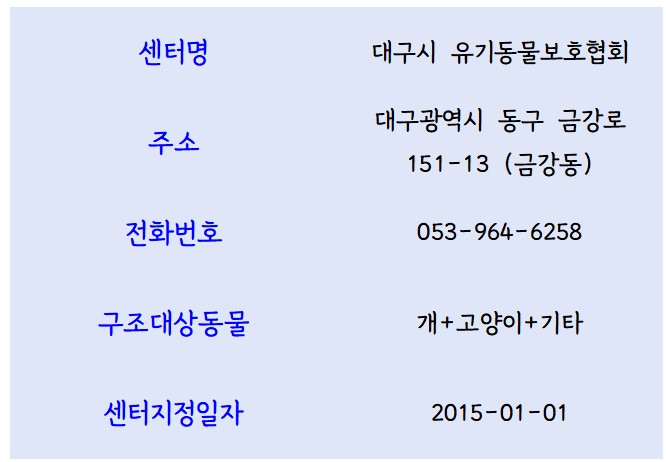 센터명 대구시 유기동물보호협회
주소 대구광역시 동구 금강로
151-13 (금강동)
전화번호 053-964-6258
구조대상동물 개+고양이+기타
센터지정일자 2015-01-01